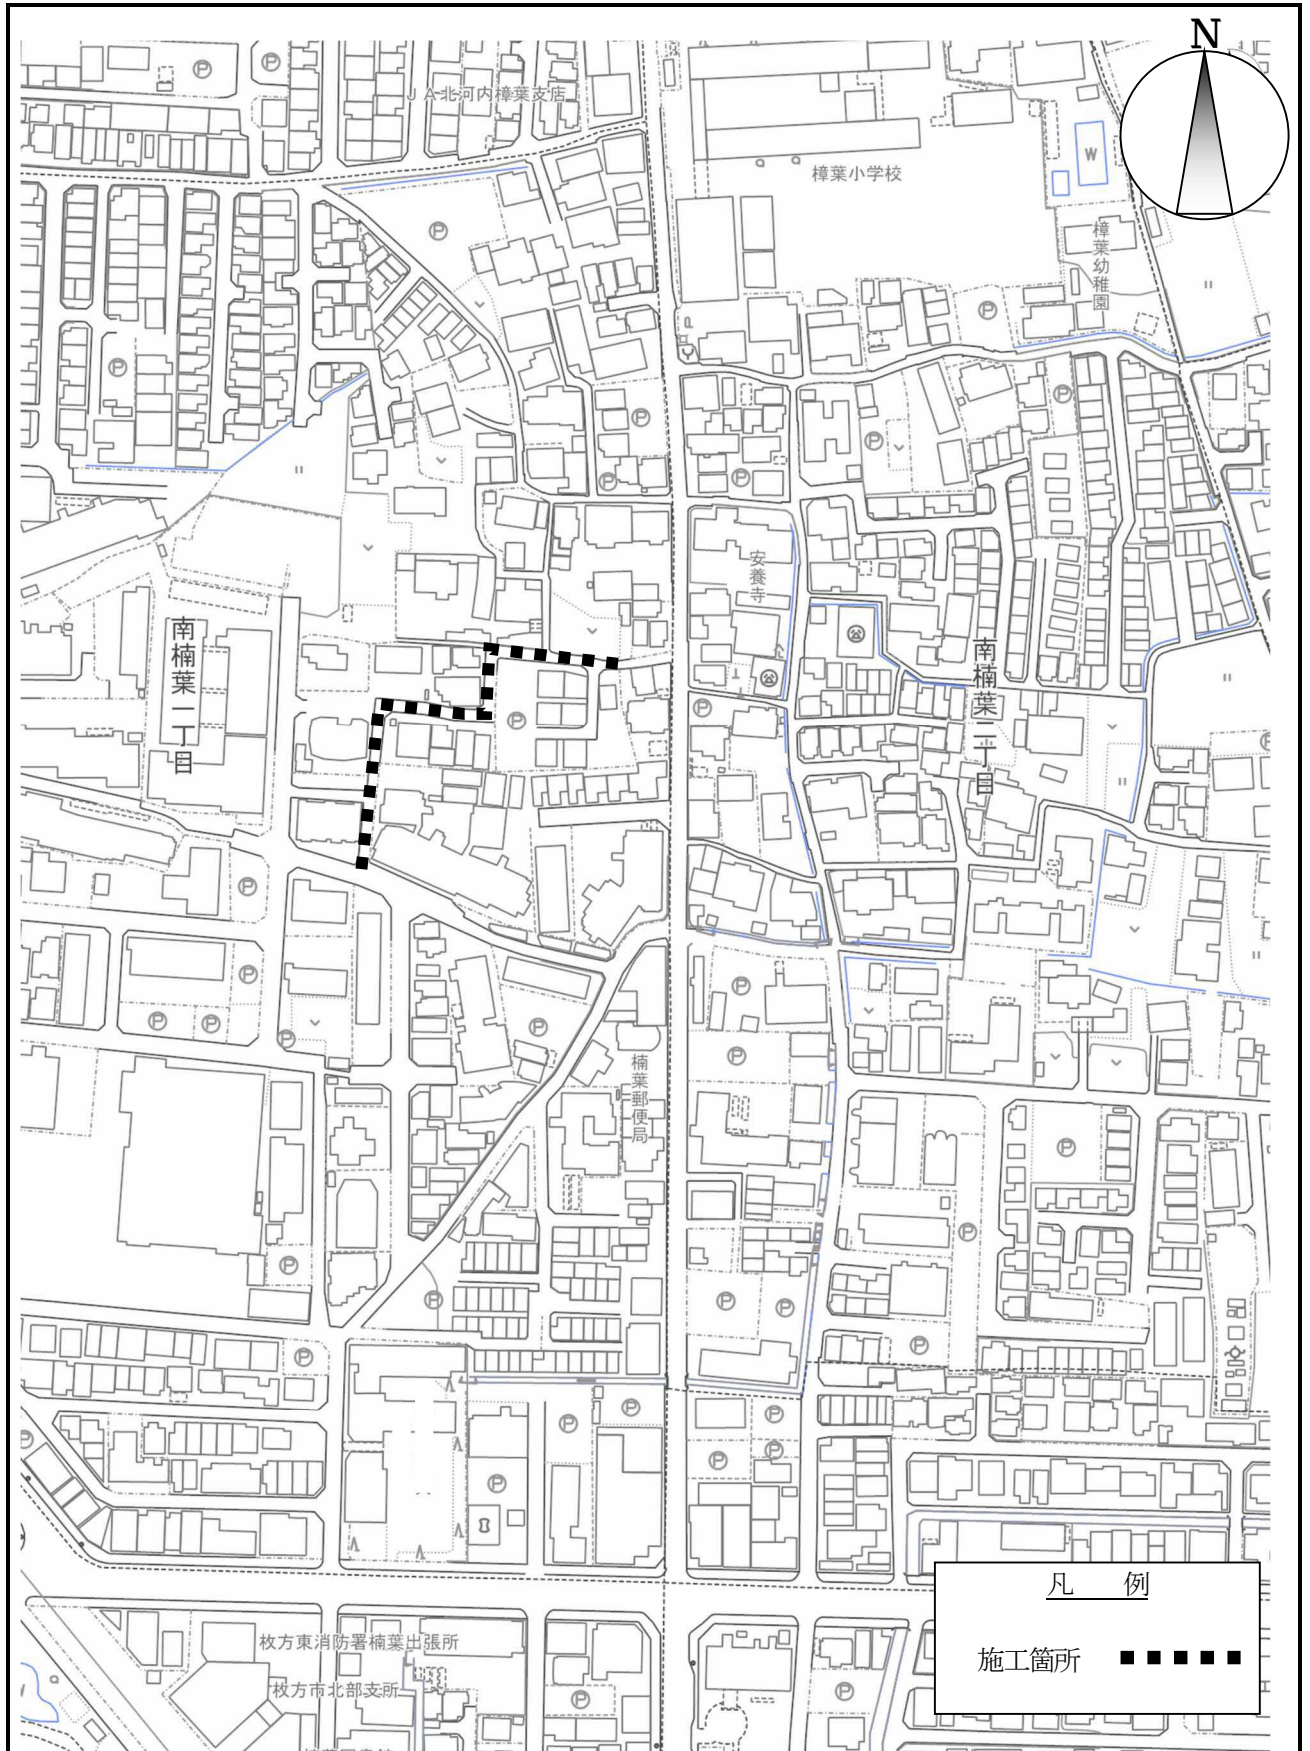 N
JA北河内樟葉支店
樟葉小学校
W
樟葉幼稚園
安養寺
南楠葉一丁目
南楠葉二丁目
楠葉郵便局
枚方東消防署楠葉出張所
枚方市北部支所
凡 例
施工箇所